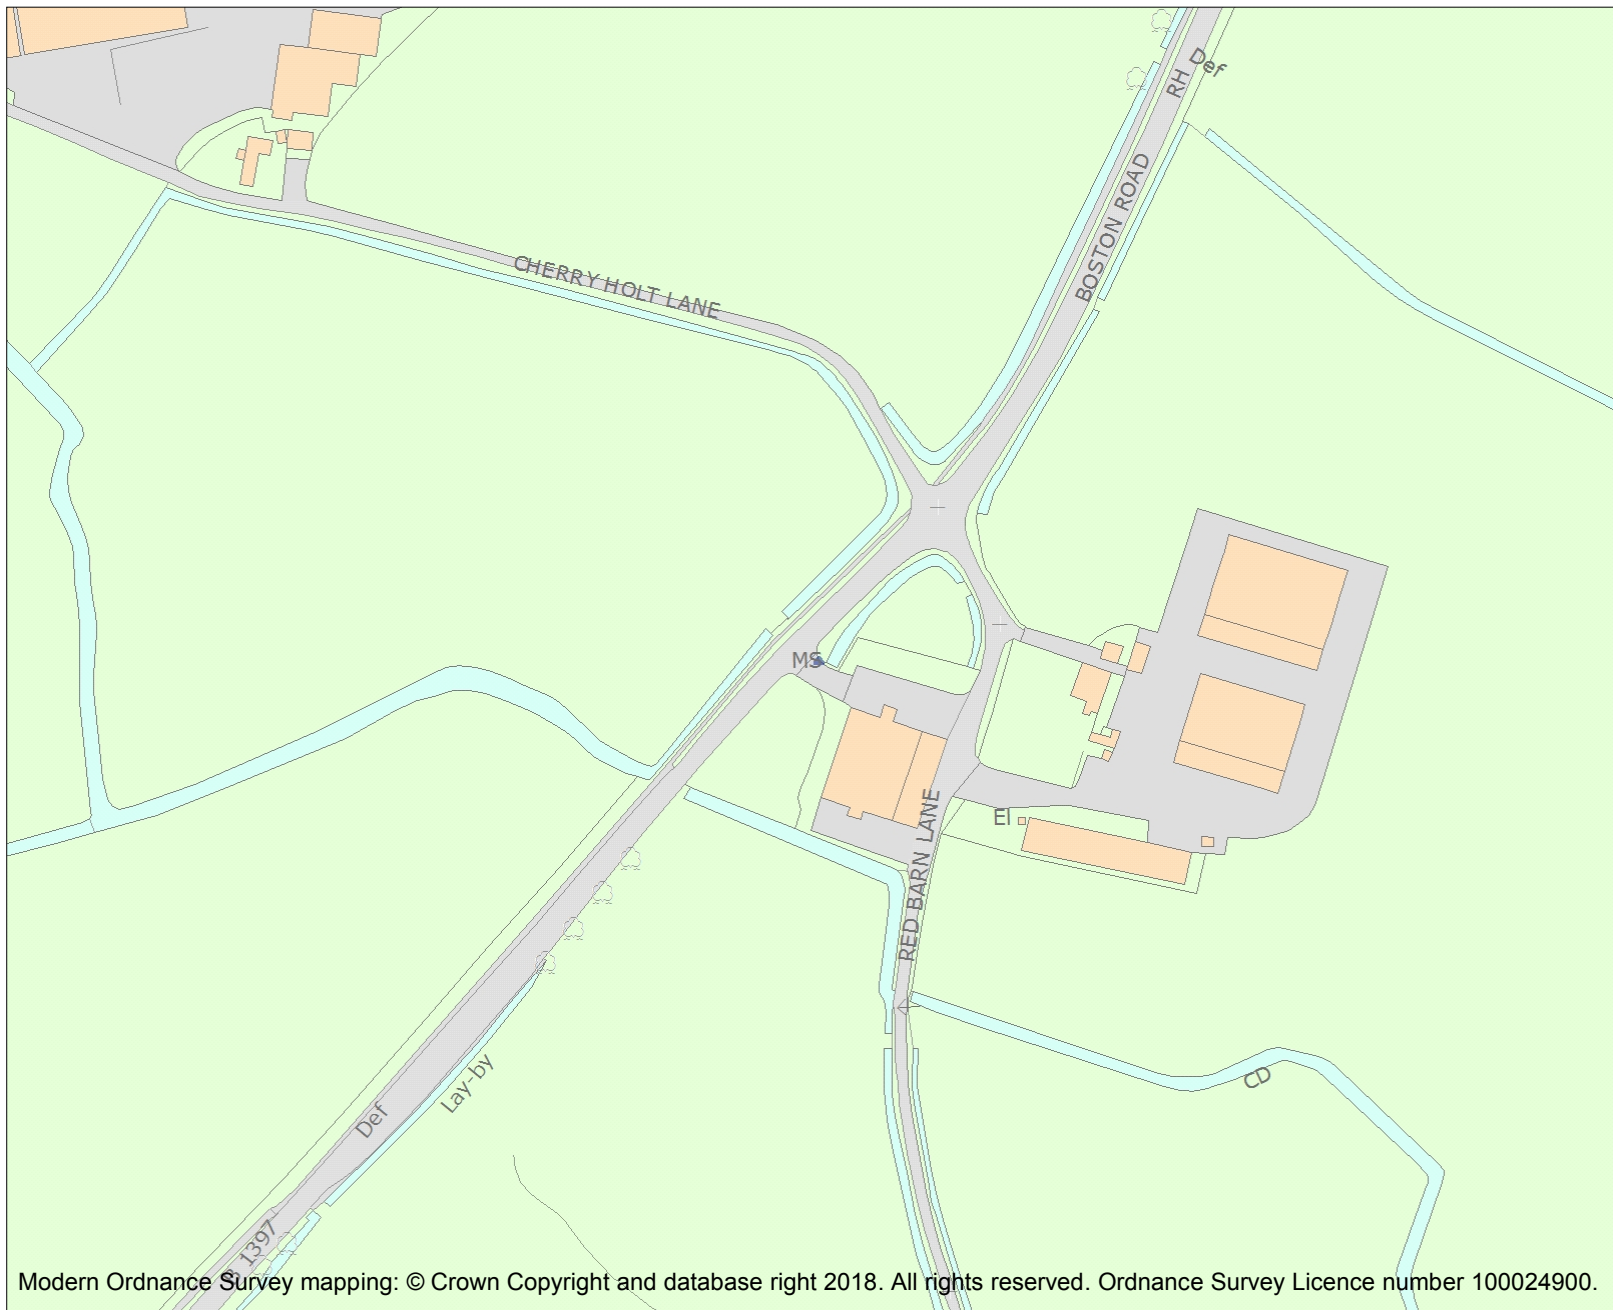 RH
Def
BOSTON ROAD
CHERRY HOLT LANE
MS
El
RED BARN LANE
CD
Lay-by
Def
B 1397
Modern Ordnance Survey mapping: © Crown Copyright and database right 2018. All rights reserved. Ordnance Survey Licence number 100024900.